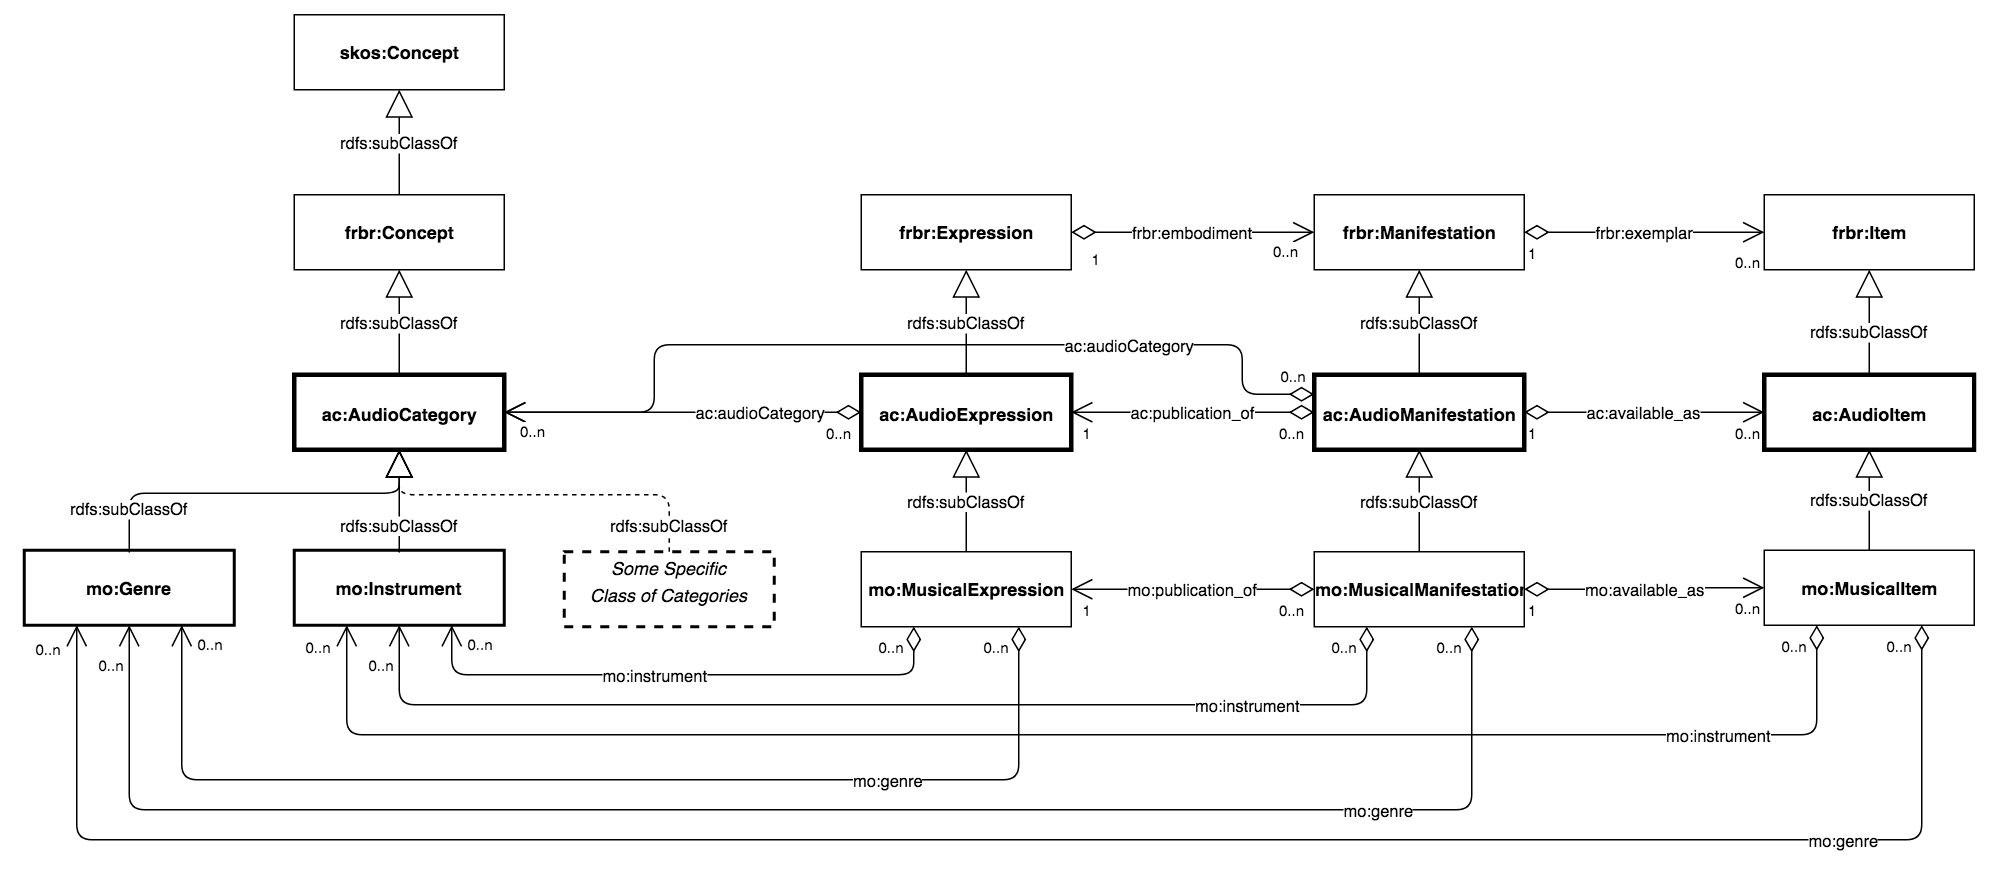 skos:Concept
rdfs:subClassOf
frbr:Concept
frbr:Expression
frbr:embodiment
1
0..n
frbr:Manifestation
frbr:exemplar
1
0..n
frbr:Item
rdfs:subClassOf
rdfs:subClassOf
rdfs:subClassOf
rdfs:subClassOf
ac:audioCategory
0..n
ac:AudioCategory
0..n
ac:audioCategory
0..n
ac:AudioExpression
1
ac:publication_of
0..n
ac:AudioManifestation
1
ac:available_as
0..n
ac:AudioItem
rdfs:subClassOf
rdfs:subClassOf
rdfs:subClassOf
rdfs:subClassOf
rdfs:subClassOf
rdfs:subClassOf
mo:Genre
mo:Instrument
Some Specific
Class of Categories
mo:MusicalExpression
1
mo:publication_of
0..n
mo:MusicalManifestation
1
mo:available_as
0..n
mo:MusicalItem
0..n
0..n
0..n
0..n
0..n
0..n
0..n
0..n
0..n
0..n
0..n
0..n
mo:instrument
mo:instrument
mo:instrument
mo:genre
mo:genre
mo:genre